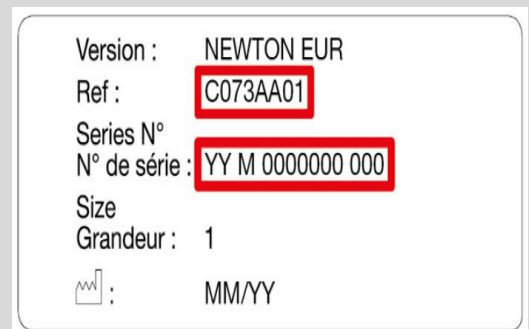 Version : NEWTON EUR
Ref : C073AA01
Series N°
N° de série : YY M 0000000 000
Size
Grandeur : 1
: MM/YY